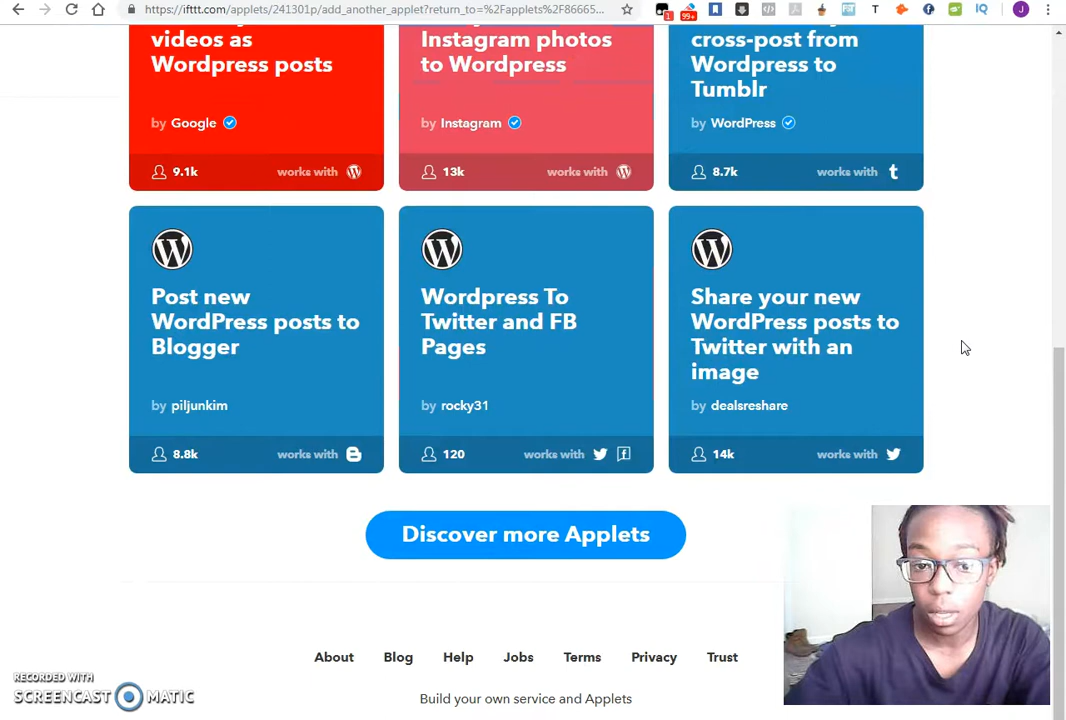 https://ifttt.com/applets/241301p/add_another_applet?return_to=%2Fapplets%2F86665...
1
99+
T
IQ
J
videos as
Wordpress posts
by Google
9.1k
works with
Instagram photos
to Wordpress
by Instagram
13k
works with
cross-post from
Wordpress to
Tumblr
by WordPress
8.7k
works with t
Post new
WordPress posts to
Blogger
by piljunkim
8.8k
works with
Wordpress To
Twitter and FB
Pages
by rocky31
120
works with
Share your new
WordPress posts to
Twitter with an
image
by dealsreshare
14k
works with
Discover more Applets
About Blog Help Jobs Terms Privacy Trust
Build your own service and Applets
RECORDED WITH
SCREENCAST MATIC